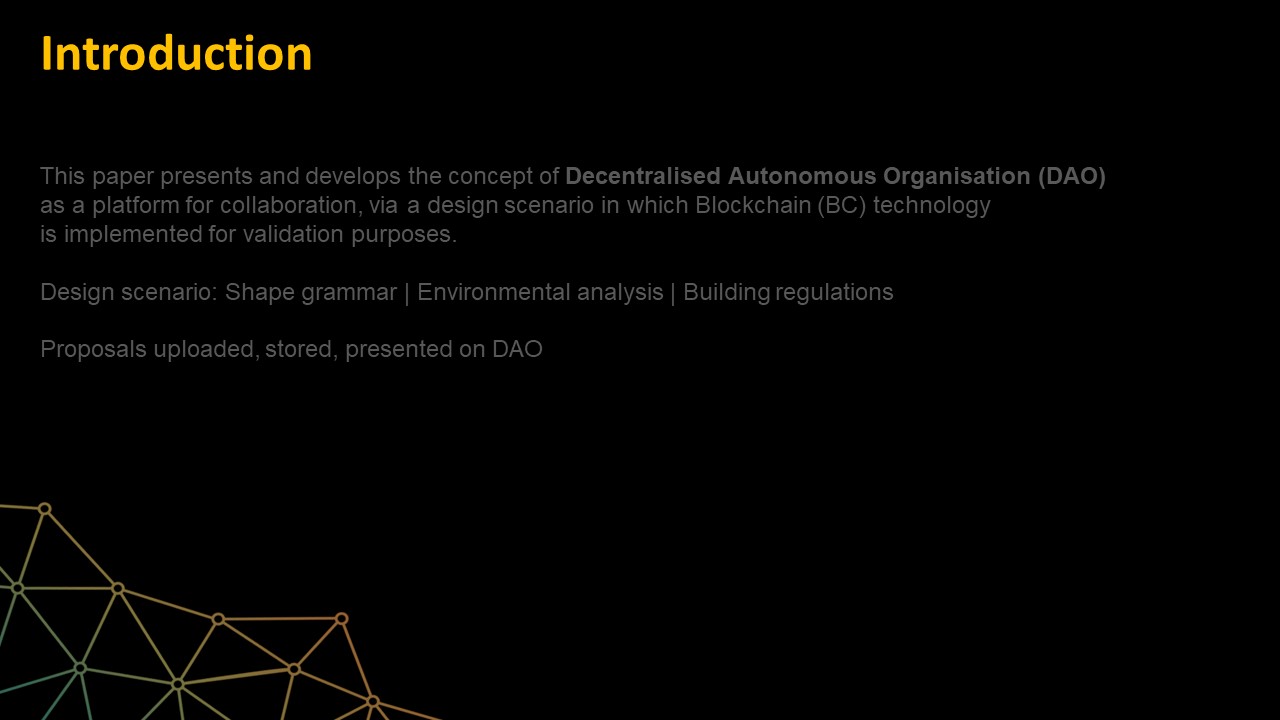 Introduction
This paper presents and develops the concept of Decentralised Autonomous Organisation (DAO)
as a platform for collaboration, via a design scenario in which Blockchain (BC) technology
is implemented for validation purposes.
Design scenario: Shape grammar | Environmental analysis | Building regulations
Proposals uploaded, stored, presented on DAO